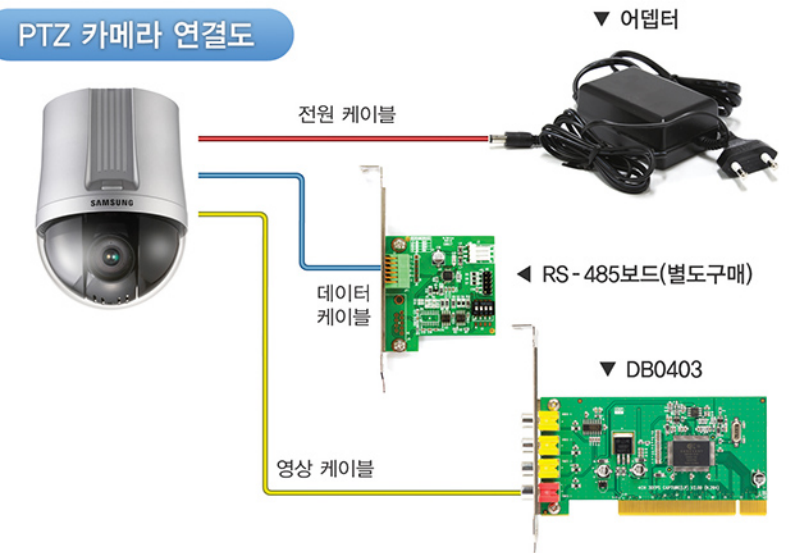 PTZ 카메라 연결도
▼ 어뎁터
전원 케이블
SAMSUNG
◀ RS-485보드(별도구매)
데이터
케이블
▼ DB0403
영상 케이블